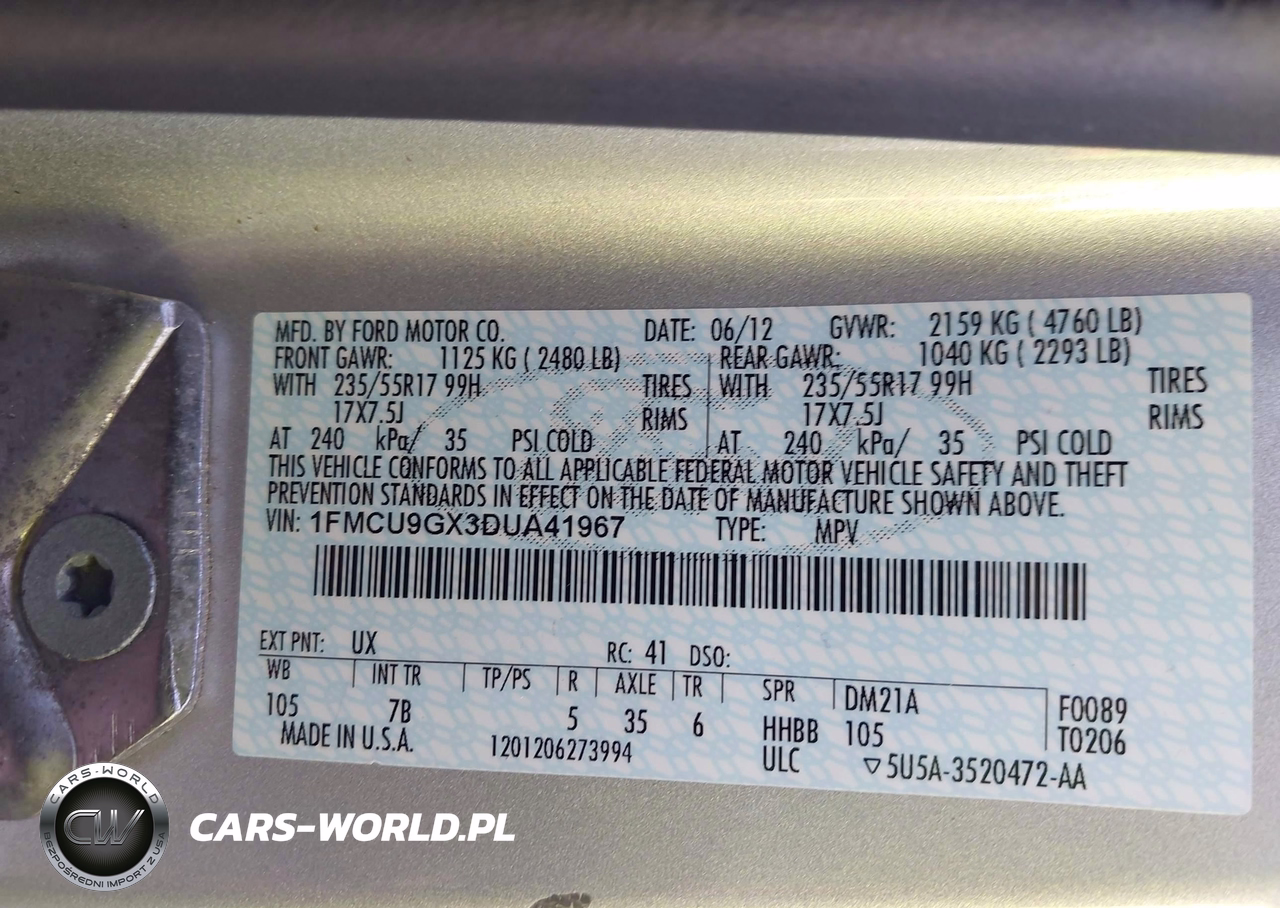 MFD. BY FORD MOTOR CO. DATE: 06/12 GVWR: 2159 KG ( 4760 LB)
FRONT GAWR: 1125 KG ( 2480 LB) REAR GAWR: 1040 KG ( 2293 LB)
WITH 235/55R17 99H TIRES WITH 235/55R17 99H TIRES
17X7.5J RIMS 17X7.5J RIMS
AT 240 kPa/ 35 PSI COLD AT 240 kPa/ 35 PSI COLD
THIS VEHICLE CONFORMS TO ALL APPLICABLE FEDERAL MOTOR VEHICLE SAFETY AND THEFT
PREVENTION STANDARDS IN EFFECT ON THE DATE OF MANUFACTURE SHOWN ABOVE.
VIN: 1FMCU9GX3DUA41967 TYPE: MPV
EXT PNT: UX RC: 41 DSO:
WB INT TR TP/PS R AXLE TR SPR DM21A F0089
105 7B 5 35 6 HHBB 105 T0206
MADE IN U.S.A. 1201206273994 ULC ▽5U5A-3520472-AA
CARS-WORLD
CW
BEZPOŚREDNI IMPORT Z USA
CARS-WORLD.PL